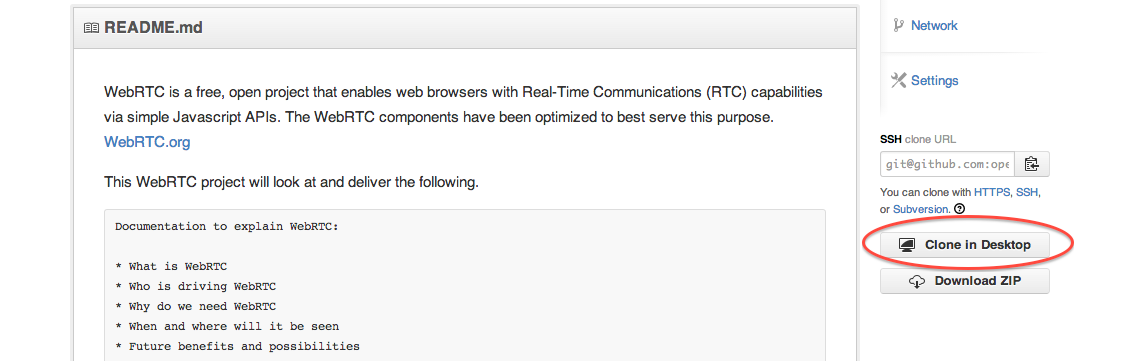 README.md
WebRTC is a free, open project that enables web browsers with Real-Time Communications (RTC) capabilities
via simple Javascript APIs. The WebRTC components have been optimized to best serve this purpose.
WebRTC.org
This WebRTC project will look at and deliver the following.
Documentation to explain WebRTC:
* What is WebRTC
* Who is driving WebRTC
* Why do we need WebRTC
* When and where will it be seen
* Future benefits and possibilities
Network
Settings
SSH clone URL
git@github.com:ope
You can clone with HTTPS, SSH,
or Subversion. ?
Clone in Desktop
Download ZIP